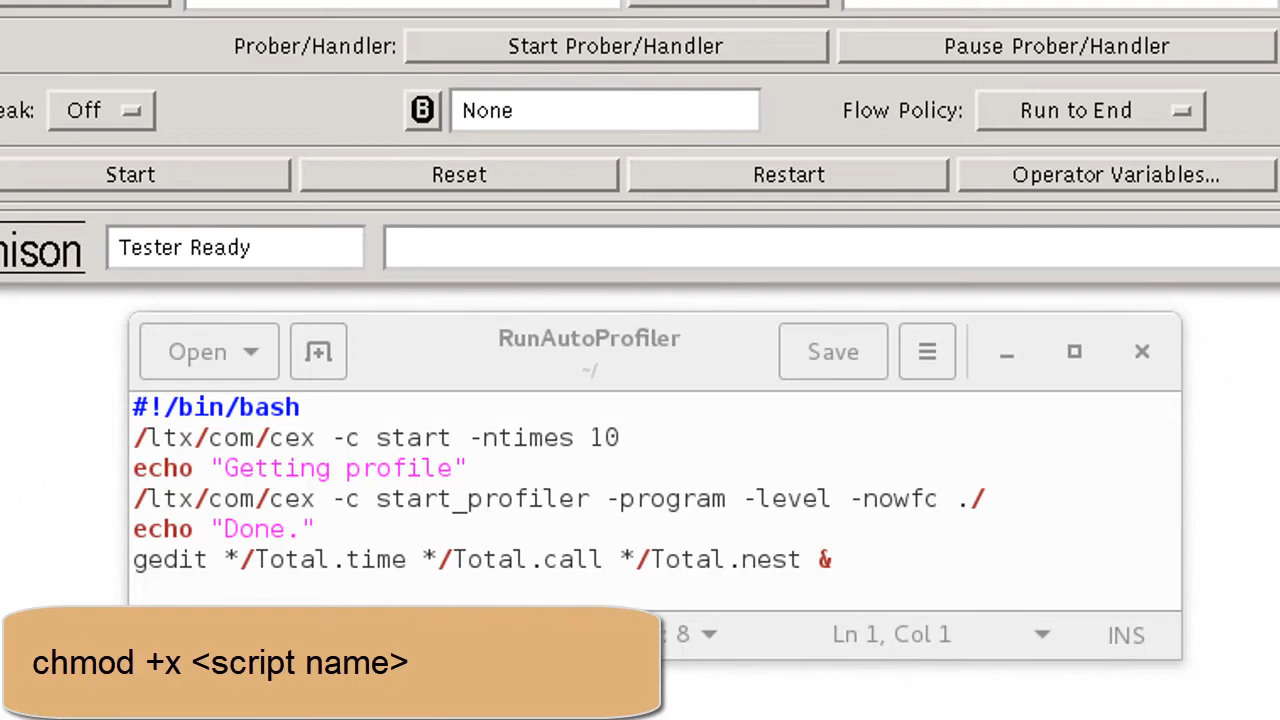 Prober/Handler: Start Prober/Handler Pause Prober/Handler
eak: Off B None Flow Policy: Run to End
Start Reset Restart Operator Variables...
nison Tester Ready
Open RunAutoProfiler Save
~/
#!/bin/bash
/ltx/com/cex -c start -ntimes 10
echo "Getting profile"
/ltx/com/cex -c start_profiler -program -level -nowfc ./
echo "Done."
gedit */Total.time */Total.call */Total.nest &
: 8 Ln 1, Col 1 INS
chmod +x <script name>